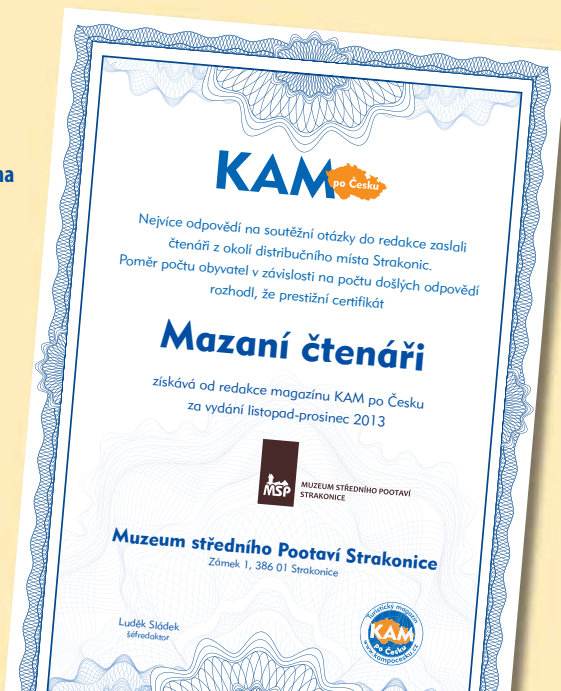 na
KAM
po Česku
Nejvíce odpovědí na soutěžní otázky do redakce zaslali
čtenáři z okolí distribučního místa Strakonic.
Poměr počtu obyvatel v závislosti na počtu došlých odpovědí
rozhodl, že prestižní certifikát
Mazaní čtenáři
získává od redakce magazínu KAM po Česku
za vydání listopad-prosinec 2013
MSP
MUZEUM STŘEDNÍHO POOTAVÍ
STRAKONICE
Muzeum středního Pootaví Strakonice
Zámek 1, 386 01 Strakonice
Luděk Sládek
šéfredaktor
Turistický magazín
KAM
po Česku
www.kampocesku.cz